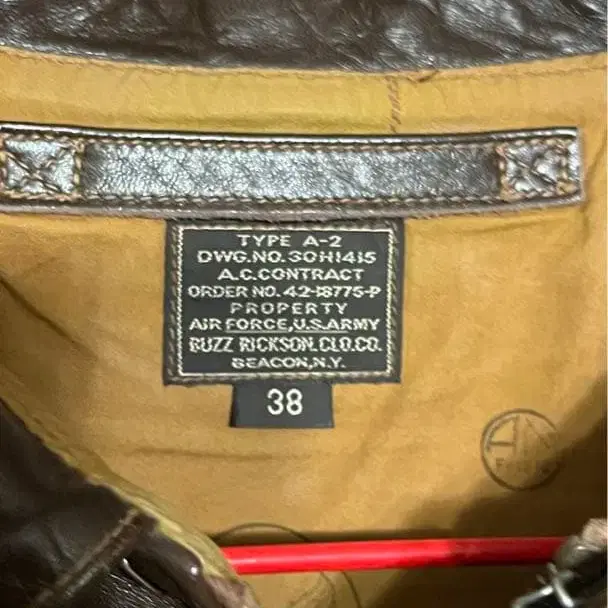 TYPE A-2
DWG.NO.30H1415
A.C.CONTRACT
ORDER NO. 42-18775-P
PROPERTY
AIR FORCE,U.S.ARMY
BUZZ RICKSON.CLO.CO.
BEACON,N.Y.
38
AN